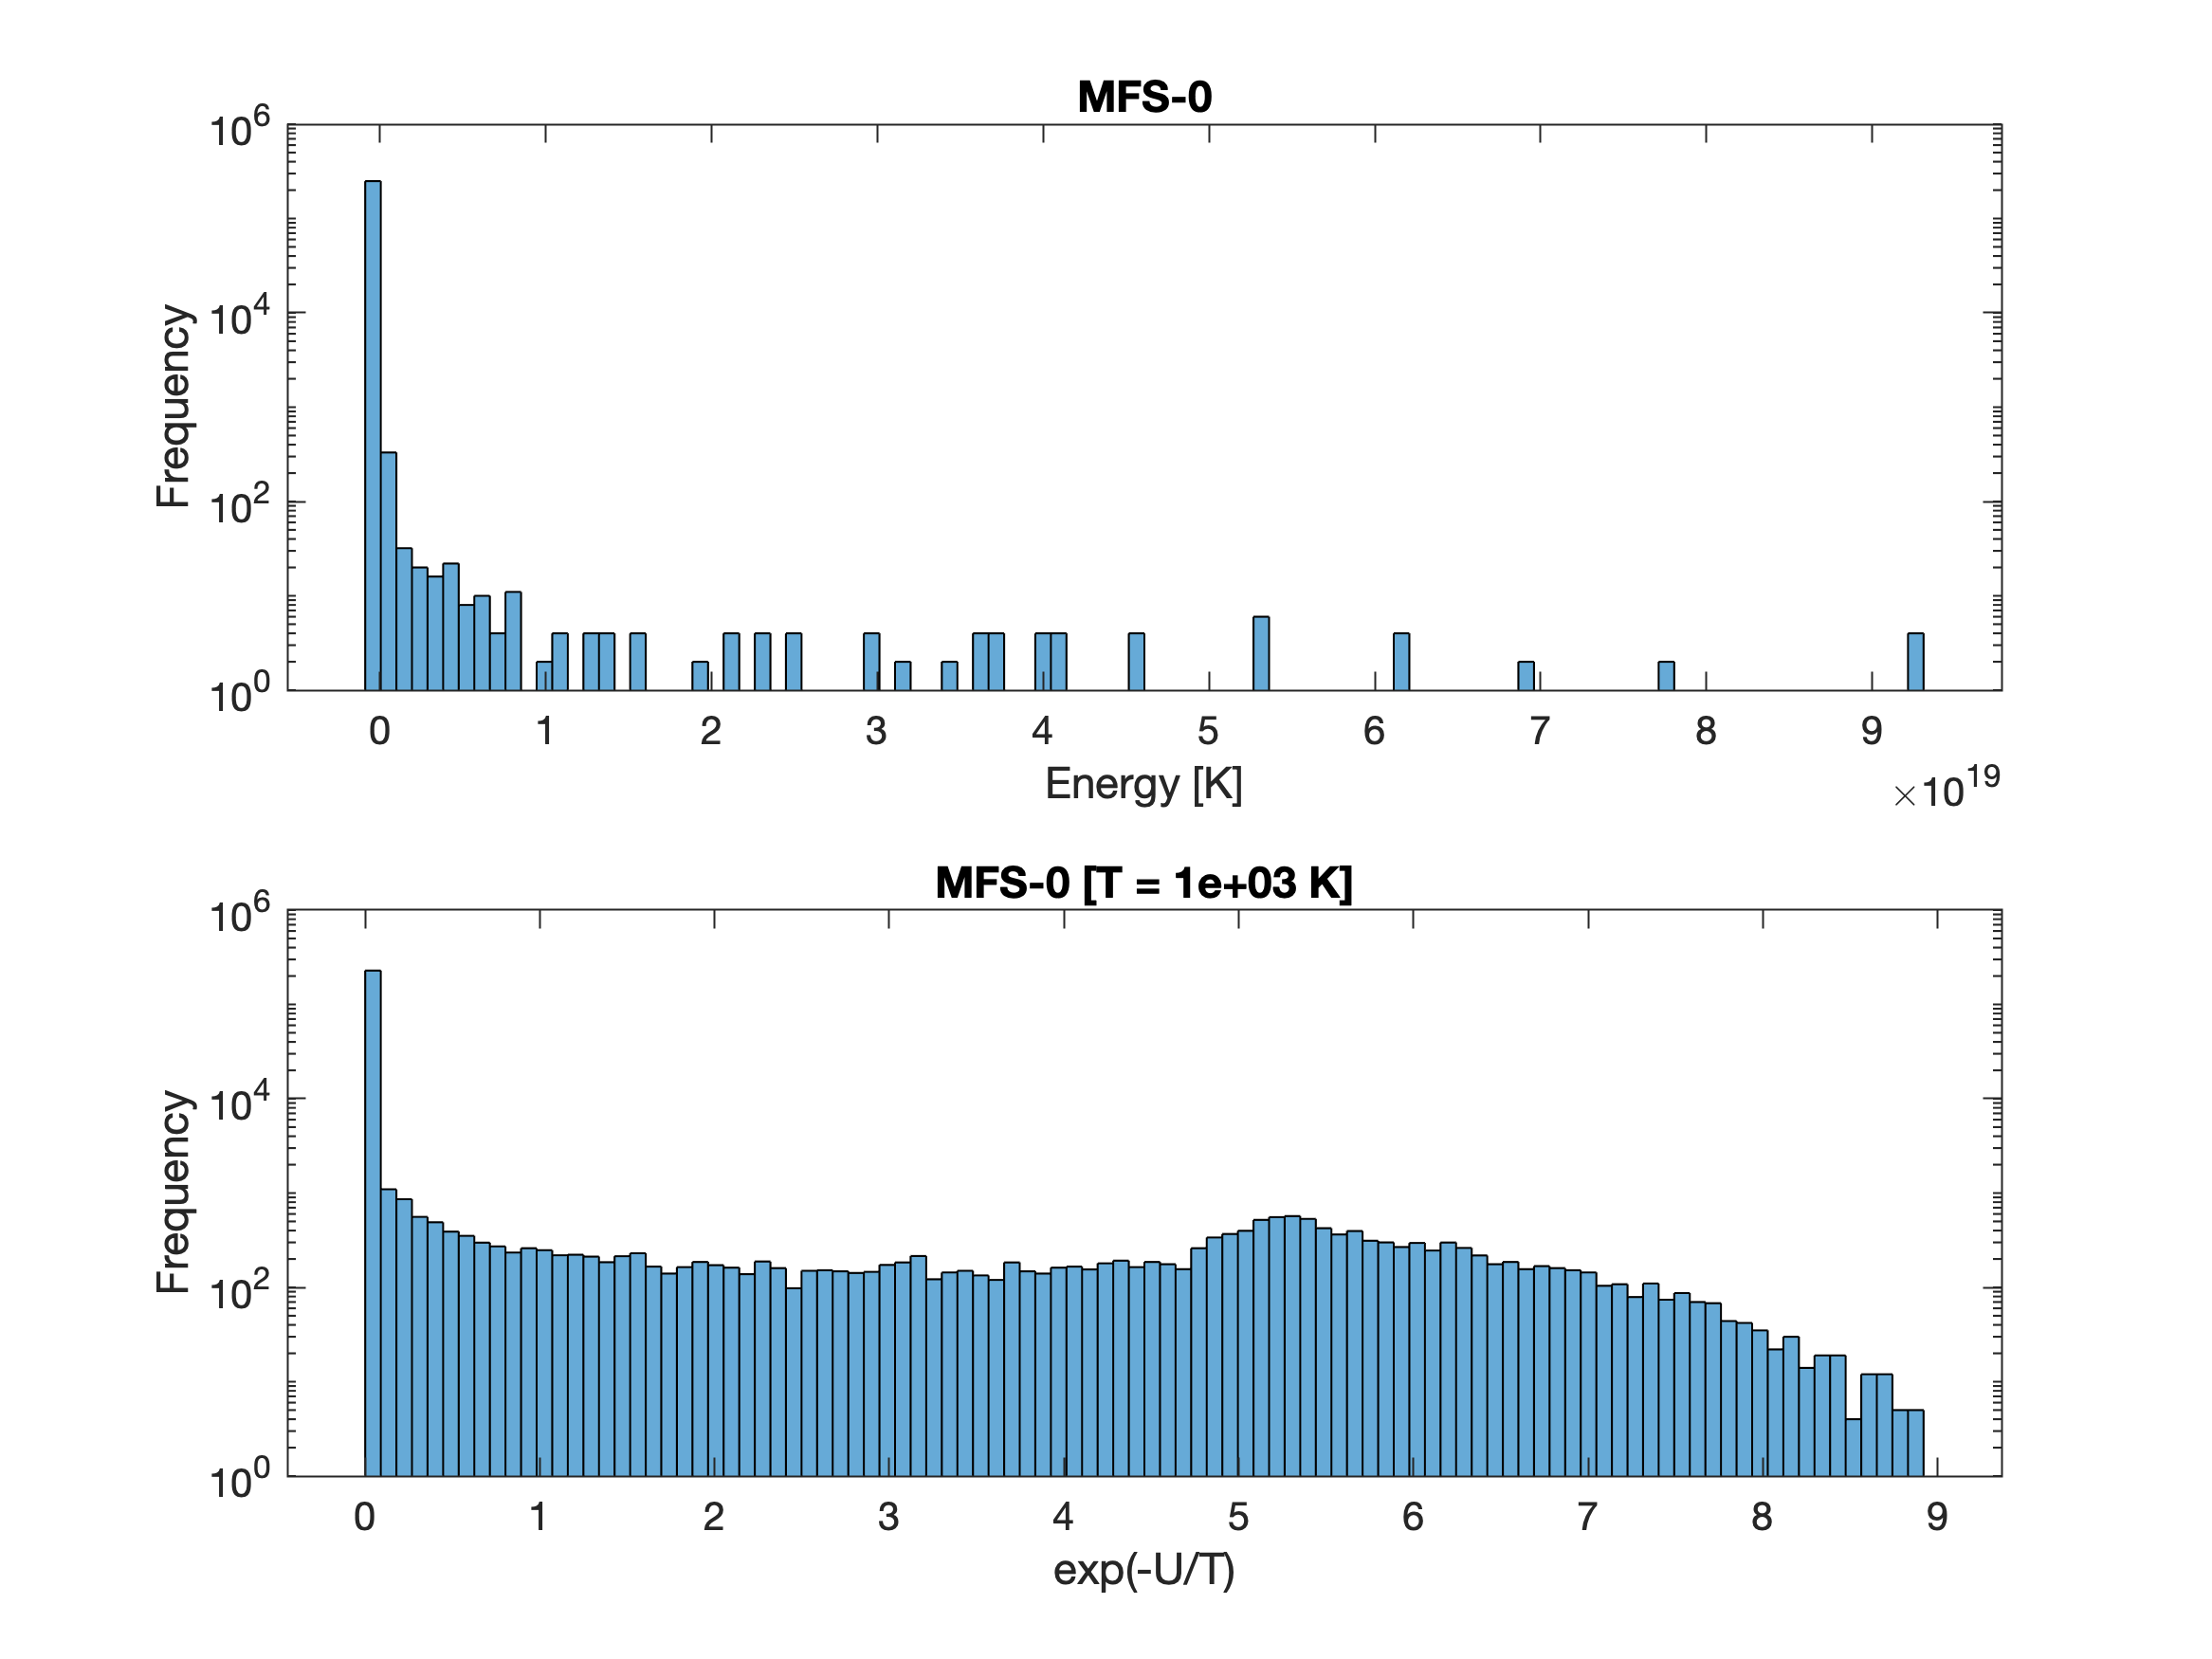 MFS-0
10^6
10^4
10^2
10^0
Frequency
0 1 2 3 4 5 6 7 8 9
×10^19
Energy [K]
MFS-0 [T = 1e+03 K]
10^6
10^4
10^2
10^0
Frequency
0 1 2 3 4 5 6 7 8 9
exp(-U/T)